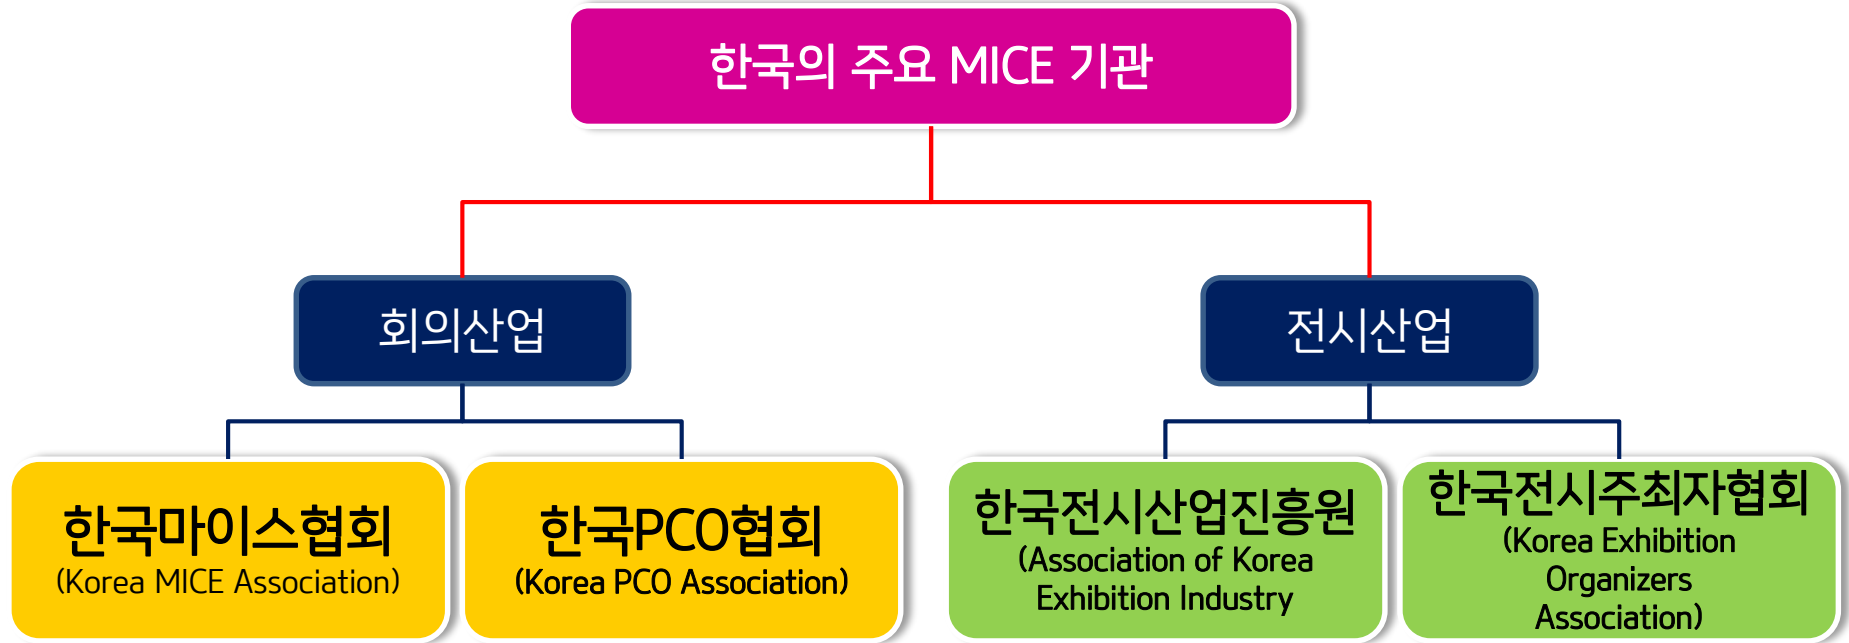 한국의 주요 MICE 기관
회의산업
전시산업
한국마이스협회
(Korea MICE Association)
한국PCO협회
(Korea PCO Association)
한국전시산업진흥원
(Association of Korea
Exhibition Industry
한국전시주최자협회
(Korea Exhibition
Organizers
Association)